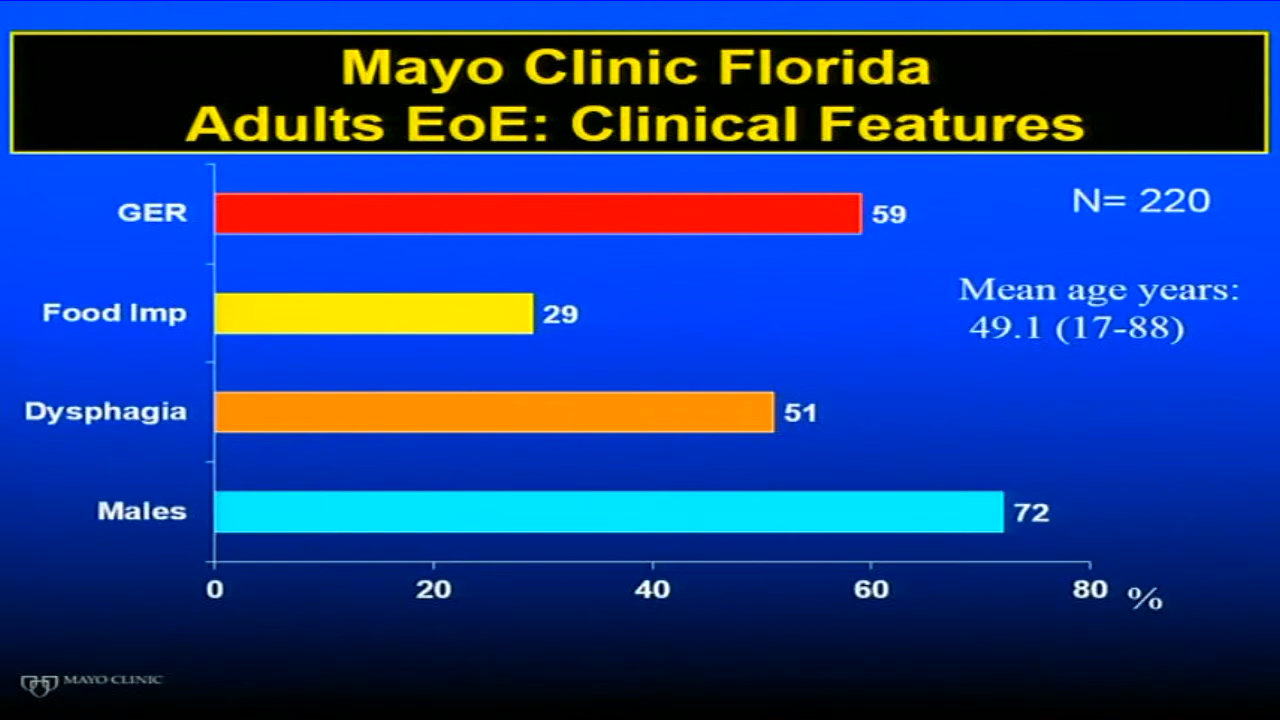 Mayo Clinic Florida
Adults EoE: Clinical Features
GER
59
N= 220
Mean age years:
49.1 (17-88)
Food Imp
29
Dysphagia
51
Males
72
0 20 40 60 80 %
MAYO CLINIC